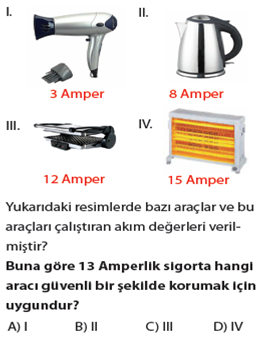 I.
II.
3 Amper
8 Amper
III.
IV.
12 Amper
15 Amper
Yukarıdaki resimlerde bazı araçlar ve bu
araçları çalıştıran akım değerleri veril-
miştir?
Buna göre 13 Amperlik sigorta hangi
aracı güvenli bir şekilde korumak için
uygundur?
A) I B) II C) III D) IV